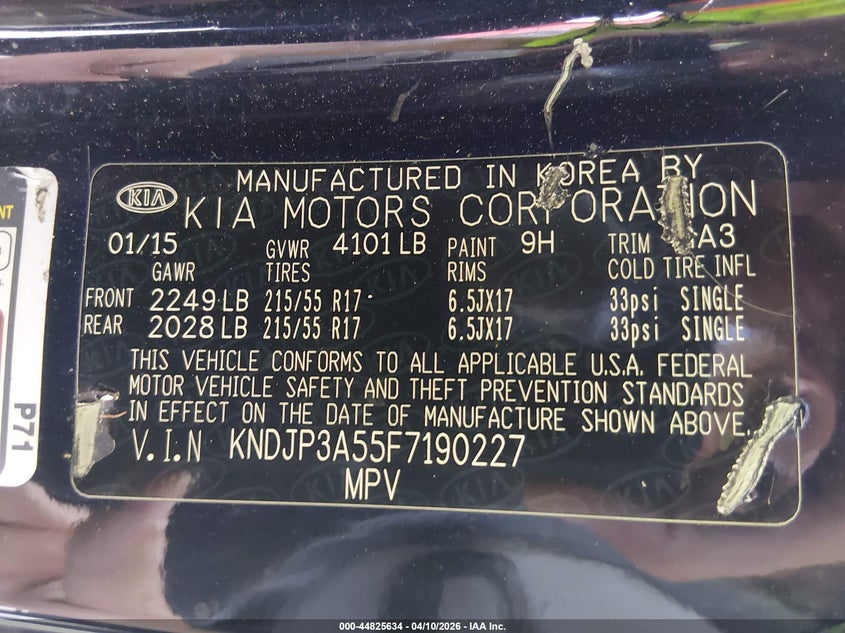 MANUFACTURED IN KOREA BY
KIA
KIA MOTORS CORPORATION
01/15 GVWR 4101 LB PAINT 9H TRIM A3
GAWR TIRES RIMS COLD TIRE INFL
FRONT 2249 LB 215/55 R17 6.5JX17 33psi SINGLE
REAR 2028 LB 215/55 R17 6.5JX17 33psi SINGLE
THIS VEHICLE CONFORMS TO ALL APPLICABLE U.S.A. FEDERAL
MOTOR VEHICLE SAFETY AND THEFT PREVENTION STANDARDS
IN EFFECT ON THE DATE OF MANUFACTURE SHOWN ABOVE.
V.I.N KNDJP3A55F7190227
MPV
P71
000-44825634 - 04/10/2026 - IAA Inc.